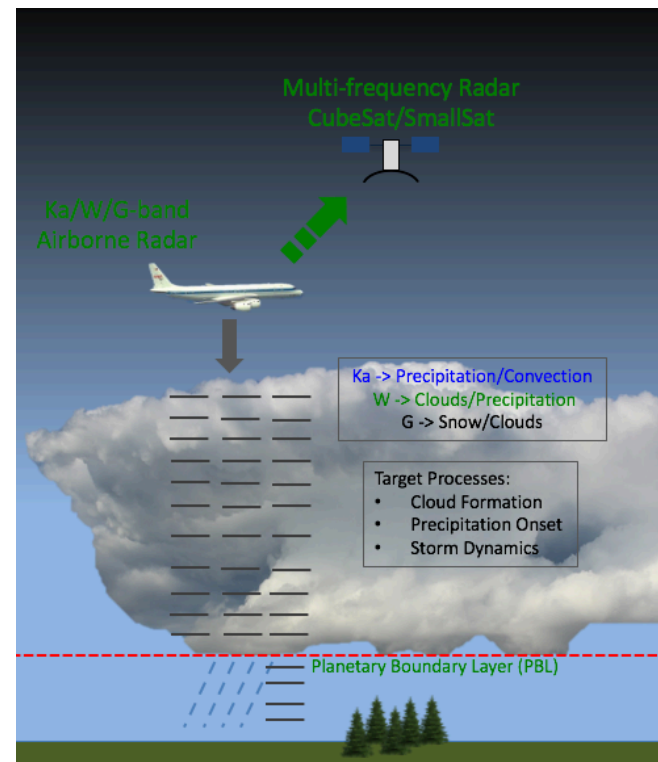 Multi-frequency Radar
CubeSat/SmallSat
Ka/W/G-band
Airborne Radar
Ka -> Precipitation/Convection
W -> Clouds/Precipitation
G -> Snow/Clouds
Target Processes:
• Cloud Formation
• Precipitation Onset
• Storm Dynamics
Planetary Boundary Layer (PBL)